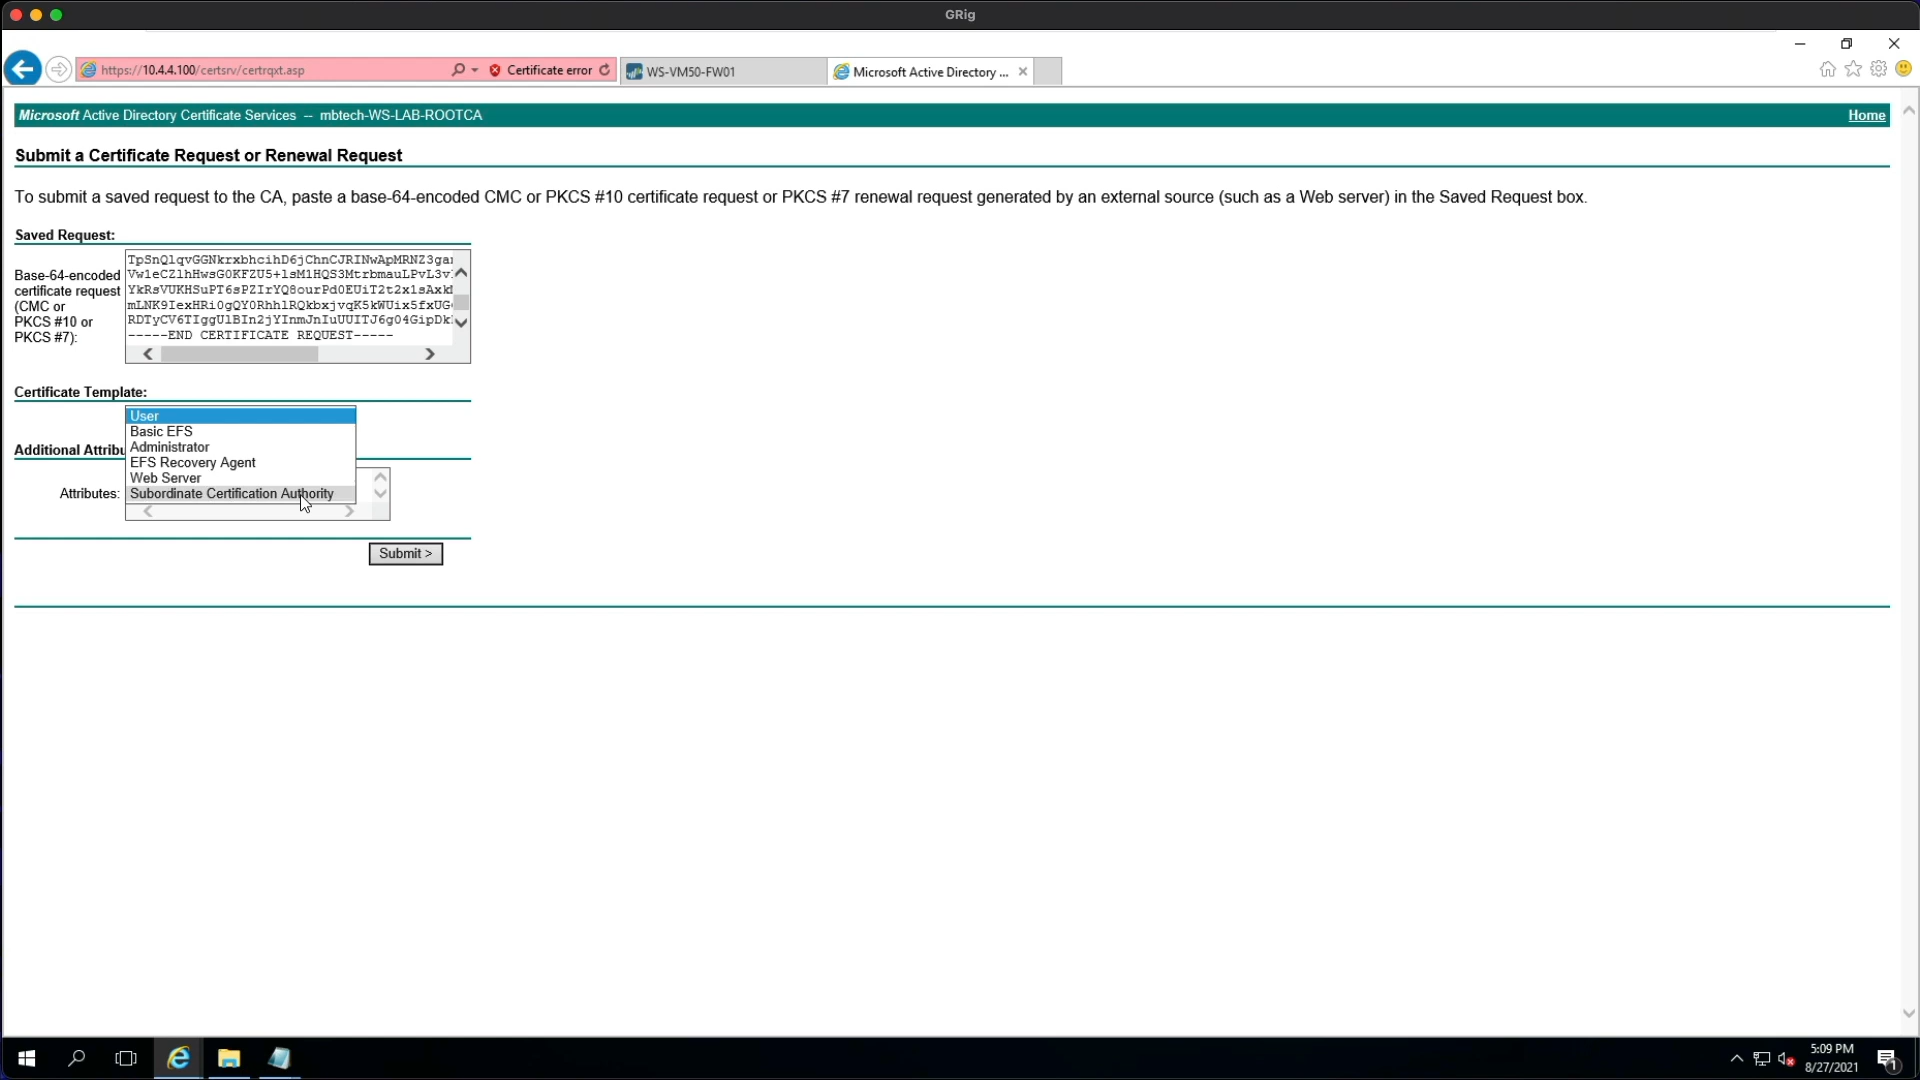 GRig
https://10.4.4.100/certsrv/certrqxt.asp
Certificate error
WS-VM50-FW01
Microsoft Active Directory ...
Microsoft Active Directory Certificate Services -- mbtech-WS-LAB-ROOTCA
Home
Submit a Certificate Request or Renewal Request
To submit a saved request to the CA, paste a base-64-encoded CMC or PKCS #10 certificate request or PKCS #7 renewal request generated by an external source (such as a Web server) in the Saved Request box.
Saved Request:
Base-64-encoded
certificate request
(CMC or
PKCS #10 or
PKCS #7):
-----END CERTIFICATE REQUEST-----
Certificate Template:
User
Basic EFS
Administrator
EFS Recovery Agent
Web Server
Subordinate Certification Authority
Additional Attribu
Attributes:
Submit >
5:09 PM
8/27/2021
1